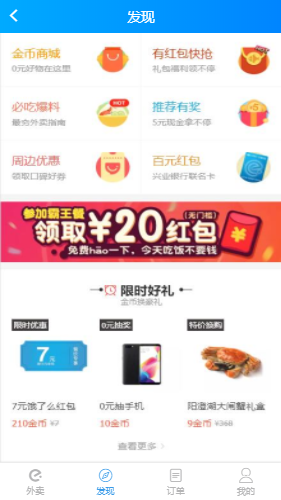 发现
金币商城
0元好物在这里
有红包快抢
礼包福利领不停
必吃爆料
最夯外卖指南
HOT
推荐有奖
5元现金拿不停
周边优惠
领取口碑好券
百元红包
兴业银行联名卡
参加霸王餐
领取¥20红包
(无门槛)
免费hǎo一下，今天吃饭不要钱
限时好礼
金币换豪礼
限时优惠
7元
7元饿了么红包
210金币 ¥7
0元抽奖
0元抽手机
10金币
特价换购
阳澄湖大闸蟹礼盒
9金币 ¥368
查看更多 >
外卖
发现
订单
我的